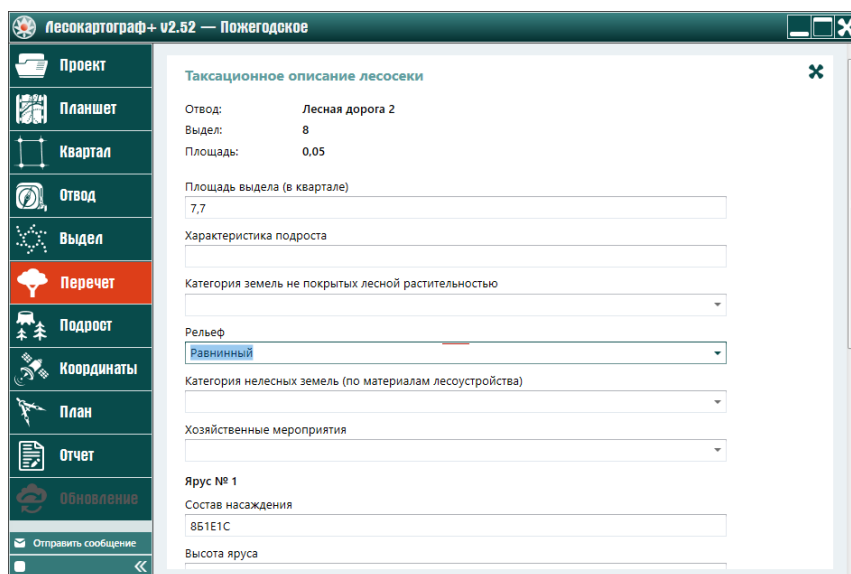 Лесокартограф+ v2.52 — Пожегодское
Проект
Планшет
Квартал
Отвод
Выдел
Перечет
Подрост
Координаты
План
Отчет
Обновление
Отправить сообщение
Таксационное описание лесосеки
Отвод: Лесная дорога 2
Выдел: 8
Площадь: 0,05
Площадь выдела (в квартале)
7,7
Характеристика подроста
Категория земель не покрытых лесной растительностью
Рельеф
Равнинный
Категория нелесных земель (по материалам лесоустройства)
Хозяйственные мероприятия
Ярус № 1
Состав насаждения
8Б1Е1С
Высота яруса